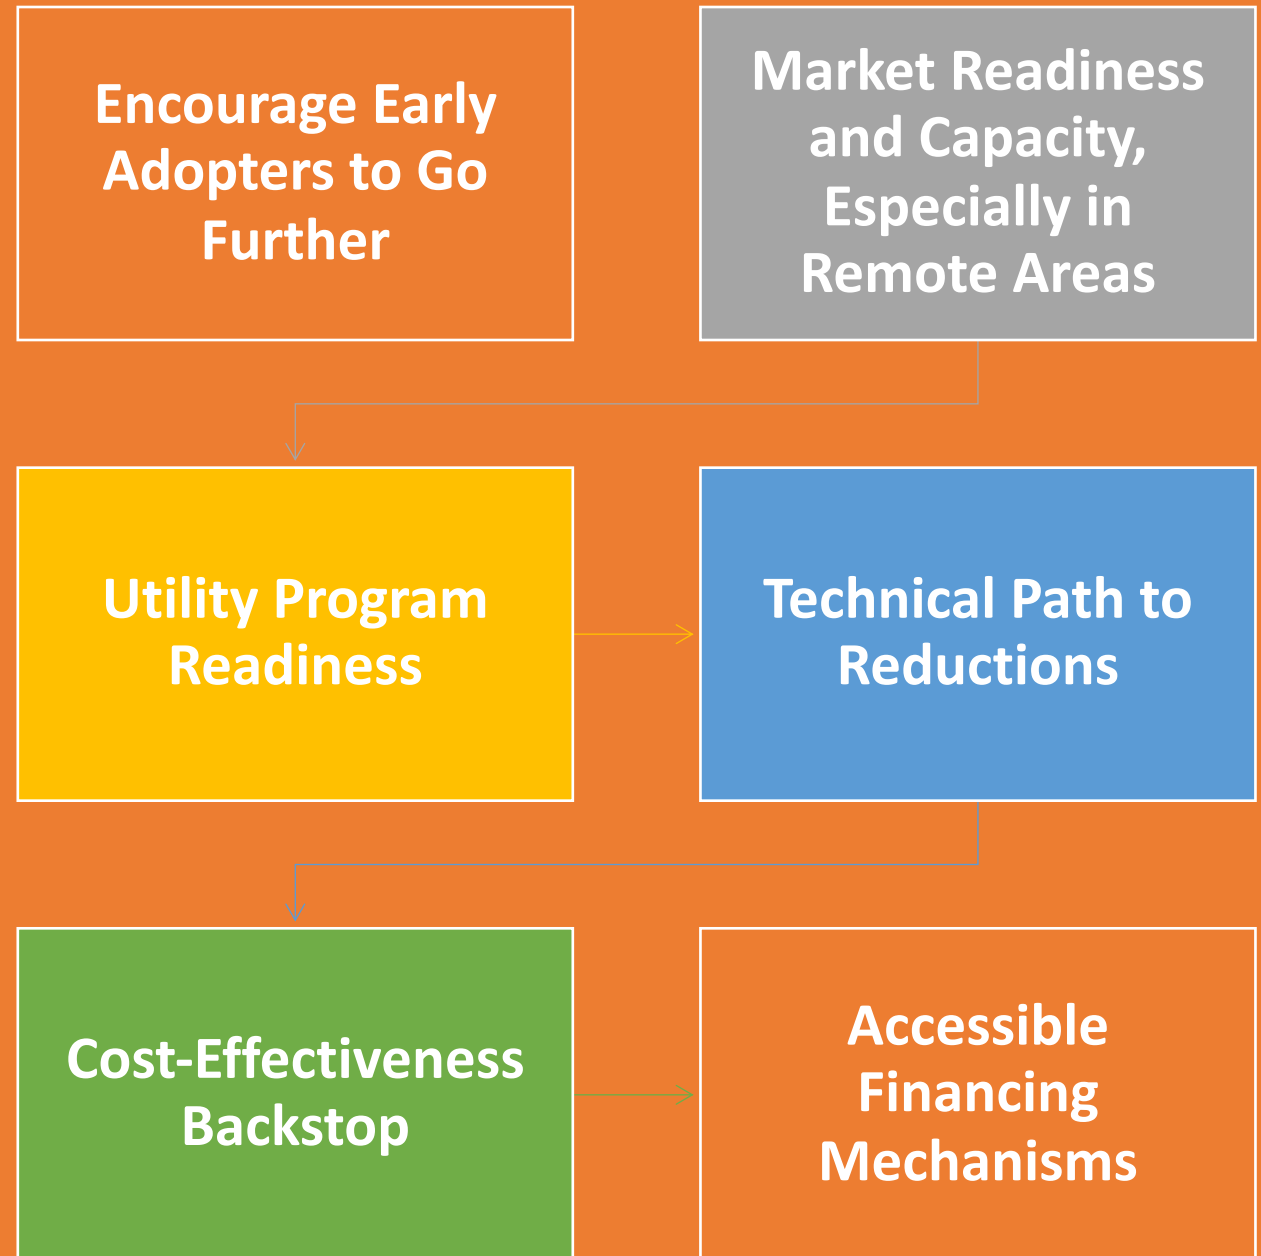 Encourage Early
Adopters to Go
Further
Market Readiness
and Capacity,
Especially in
Remote Areas
Utility Program
Readiness
Technical Path to
Reductions
Cost-Effectiveness
Backstop
Accessible
Financing
Mechanisms